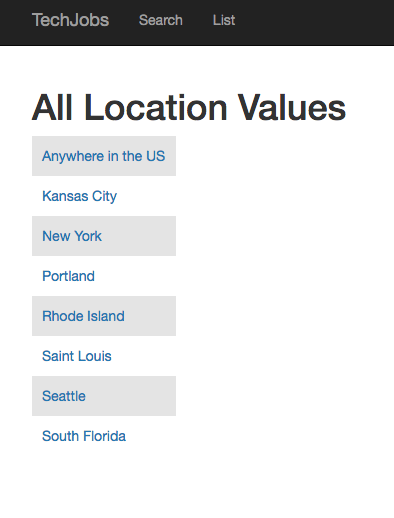 TechJobs Search List
All Location Values
Anywhere in the US
Kansas City
New York
Portland
Rhode Island
Saint Louis
Seattle
South Florida